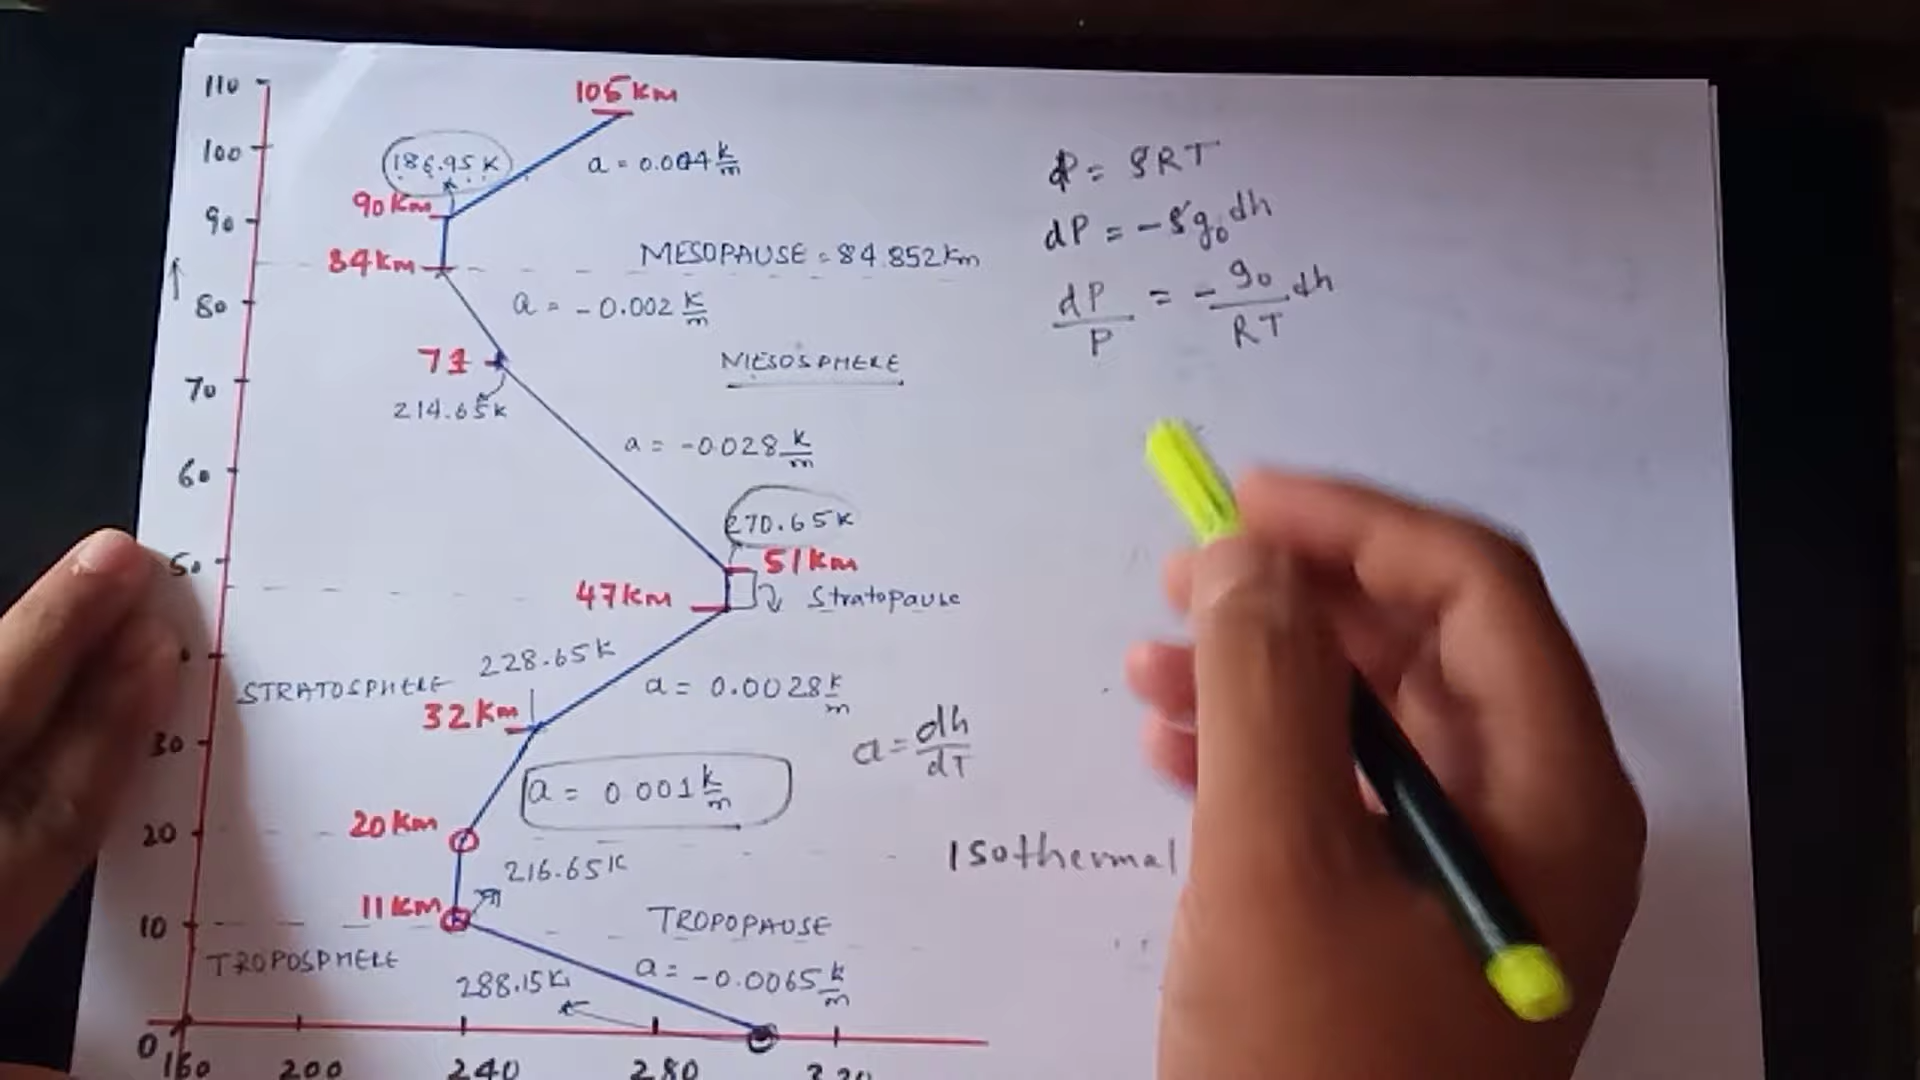 110
105 Km
100
186.95 K
a = 0.004 K/m
90 Km
90
84 Km
MESOPAUSE = 84.852 Km
a = -0.002 K/m
80
71
MESOSPHERE
70
214.65 K
a = -0.028 K/m
60
270.65 K
51 Km
50
47 Km
Stratopause
228.65 K
STRATOSPHERE
a = 0.0028 K/m
32 Km
30
a = 0.001 K/m
20 Km
20
216.65 K
11 Km
TROPOPAUSE
10
TROPOSPHERE
288.15 K
a = -0.0065 K/m
0
160 200 240 280 320
P = ρRT
dP = -ρg₀dh
dP/P = -g₀/RT dh
a = dh/dT
Isothermal